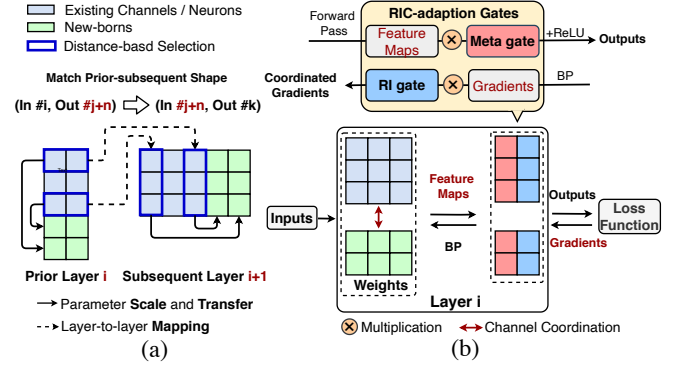 Existing Channels / Neurons
New-borns
Distance-basd Selection
Match Prior-subsequent Shape
(In #i, Out #j+n) (In #j+n, Out #k)
Prior Layer i Subsequent Layer i+1
Parameter Scale and Transfer
Layer-to-layer Mapping
(a)
RIC-adaption Gates
Forward
Pass
Feature
Maps
Meta gate
+ReLU
Outputs
Coordinated
Gradients
RI gate
Gradients
BP
Inputs
Feature
Maps
BP
Weights
Layer i
Outputs
Gradients
Loss
Function
Multiplication
Channel Coordination
(b)